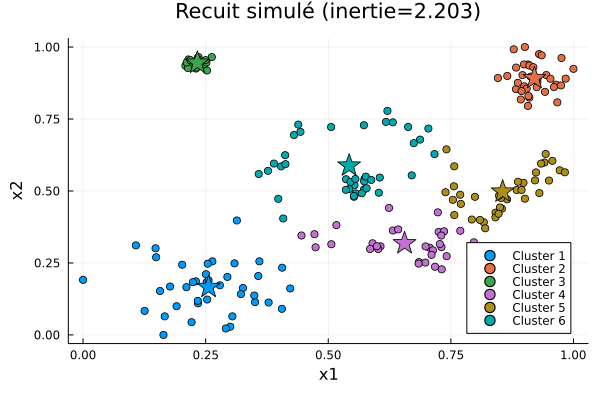 Recuit simulé (inertie=2.203)
x2
1.00
0.75
0.50
0.25
0.00
Cluster 1
Cluster 2
Cluster 3
Cluster 4
Cluster 5
Cluster 6
0.00 0.25 0.50 0.75 1.00
x1